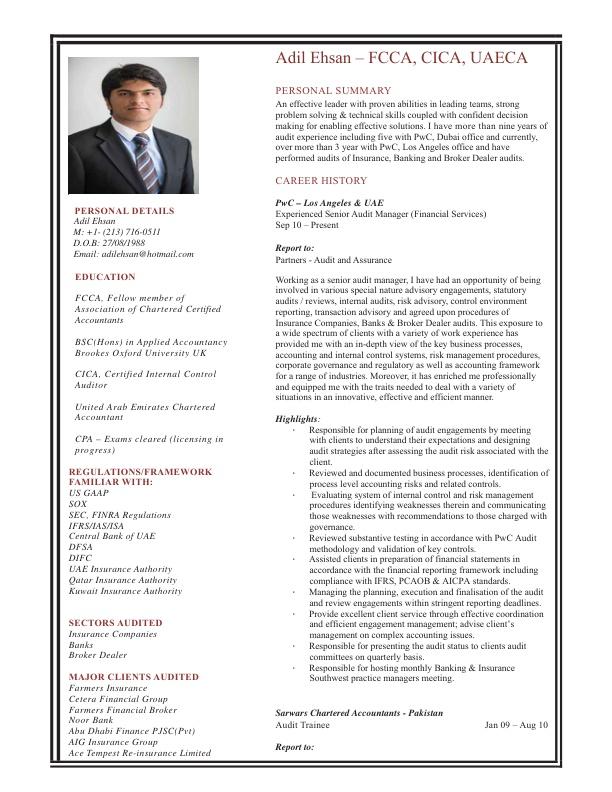 Adil Ehsan – FCCA, CICA, UAECA
PERSONAL SUMMARY
An effective leader with proven abilities in leading teams, strong
problem solving & technical skills coupled with confident decision
making for enabling effective solutions. I have more than nine years of
audit experience including five with PwC, Dubai office and currently,
over more than 3 year with PwC, Los Angeles office and have
performed audits of Insurance, Banking and Broker Dealer audits.
CAREER HISTORY
PwC – Los Angeles & UAE
Experienced Senior Audit Manager (Financial Services)
Sep 10 – Present
Report to:
Partners - Audit and Assurance
Working as a senior audit manager, I have had an opportunity of being
involved in various special nature advisory engagements, statutory
audits / reviews, internal audits, risk advisory, control environment
reporting, transaction advisory and agreed upon procedures of
Insurance Companies, Banks & Broker Dealer audits. This exposure to
a wide spectrum of clients with a variety of work experience has
provided me with an in-depth view of the key business processes,
accounting and internal control systems, risk management procedures,
corporate governance and regulatory as well as accounting framework
for a range of industries. Moreover, it has enriched me professionally
and equipped me with the traits needed to deal with a variety of
situations in an innovative, effective and efficient manner.
Highlights:
· Responsible for planning of audit engagements by meeting
with clients to understand their expectations and designing
audit strategies after assessing the audit risk associated with the
client.
· Reviewed and documented business processes, identification of
process level accounting risks and related controls.
· Evaluating system of internal control and risk management
procedures identifying weaknesses therein and communicating
those weaknesses with recommendations to those charged with
governance.
· Reviewed substantive testing in accordance with PwC Audit
methodology and validation of key controls.
· Assisted clients in preparation of financial statements in
accordance with the financial reporting framework including
compliance with IFRS, PCAOB & AICPA standards.
· Managing the planning, execution and finalisation of the audit
and review engagements within stringent reporting deadlines.
· Provide excellent client service through effective coordination
and efficient engagement management; advise client's
management on complex accounting issues.
· Responsible for presenting the audit status to clients audit
committees on quarterly basis.
· Responsible for hosting monthly Banking & Insurance
Southwest practice managers meeting.
Sarwars Chartered Accountants - Pakistan
Audit Trainee Jan 09 – Aug 10
Report to:
PERSONAL DETAILS
Adil Ehsan
M: +1- (213) 716-0511
D.O.B: 27/08/1988
Email: adilehsan@hotmail.com
EDUCATION
FCCA, Fellow member of
Association of Chartered Certified
Accountants
BSC(Hons) in Applied Accountancy
Brookes Oxford University UK
CICA, Certified Internal Control
Auditor
United Arab Emirates Chartered
Accountant
CPA – Exams cleared (licensing in
progress)
REGULATIONS/FRAMEWORK
FAMILIAR WITH:
US GAAP
SOX
SEC, FINRA Regulations
IFRS/IAS/ISA
Central Bank of UAE
DFSA
DIFC
UAE Insurance Authority
Qatar Insurance Authority
Kuwait Insurance Authority
SECTORS AUDITED
Insurance Companies
Banks
Broker Dealer
MAJOR CLIENTS AUDITED
Farmers Insurance
Cetera Financial Group
Farmers Financial Broker
Noor Bank
Abu Dhabi Finance PJSC(Pvt)
AIG Insurance Group
Ace Tempest Re-insurance Limited